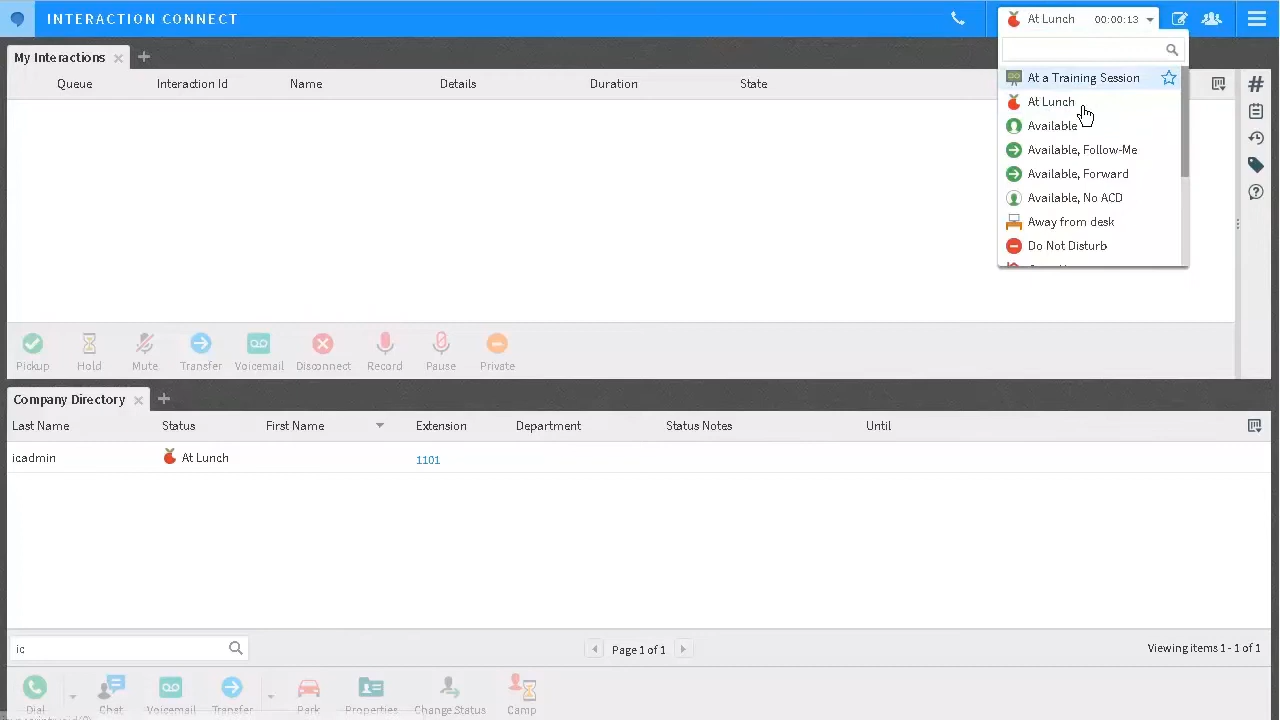 INTERACTION CONNECT
At Lunch 00:00:13
My Interactions
Queue Interaction Id Name Details Duration State
At a Training Session
At Lunch
Available
Available, Follow-Me
Available, Forward
Available, No ACD
Away from desk
Do Not Disturb
Pickup Hold Mute Transfer Voicemail Disconnect Record Pause Private
Company Directory
Last Name Status First Name Extension Department Status Notes Until
icadmin At Lunch 1101
ic
Page 1 of 1
Viewing items 1 - 1 of 1
Dial Chat Voicemail Transfer Park Properties Change Status Camp